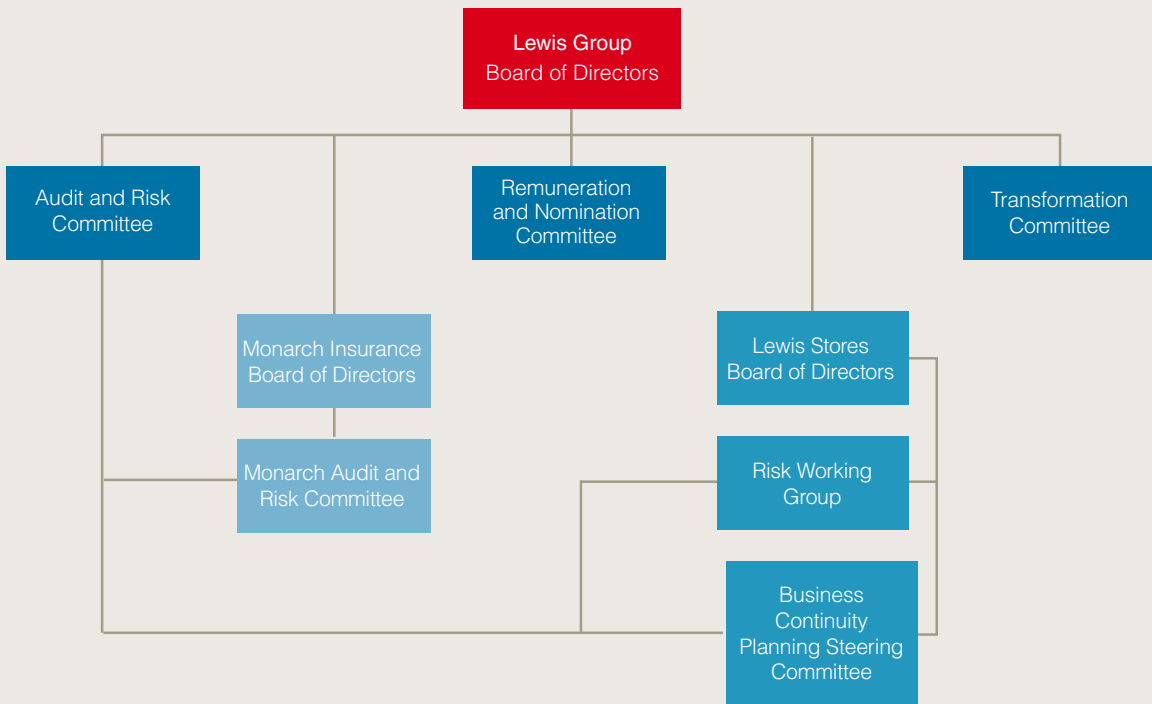 Lewis Group
Board of Directors
Audit and Risk
Committee
Remuneration
and Nomination
Committee
Transformation
Committee
Monarch Insurance
Board of Directors
Lewis Stores
Board of Directors
Monarch Audit and
Risk Committee
Risk Working
Group
Business
Continuity
Planning Steering
Committee